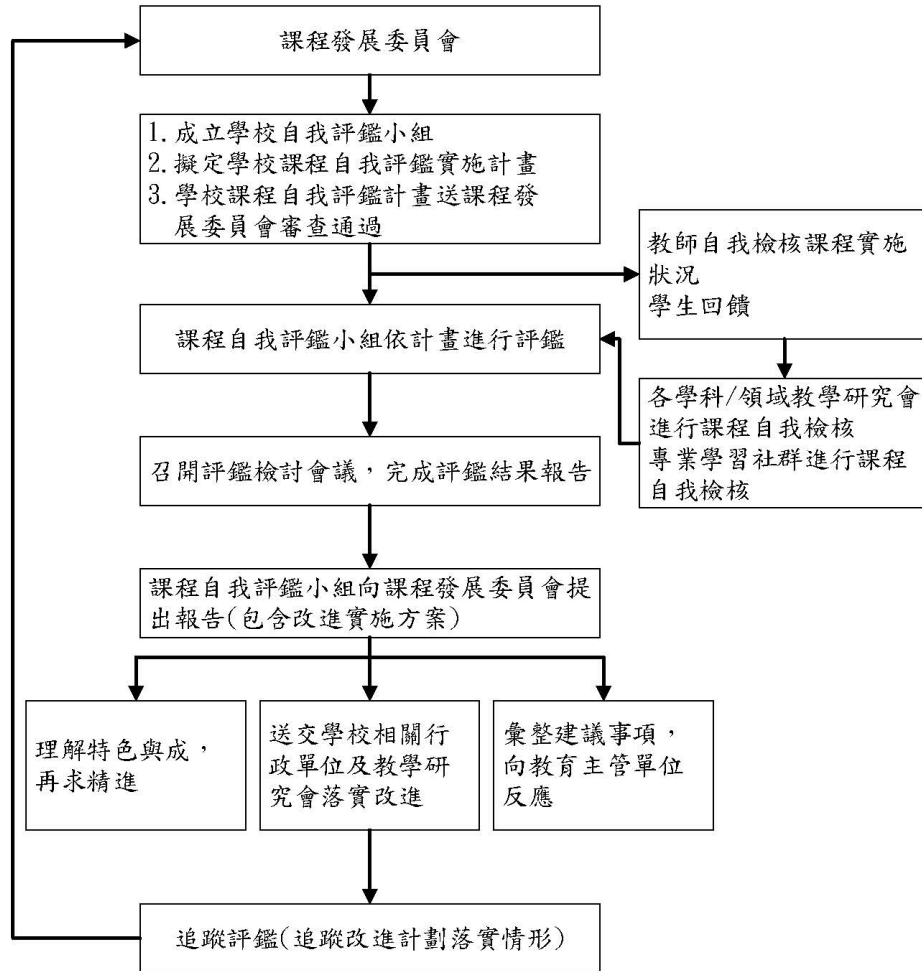 課程發展委員會
1.成立學校自我評鑑小組
2.擬定學校課程自我評鑑實施計畫
3.學校課程自我評鑑計畫送課程發
展委員會審查通過
教師自我檢核課程實施
狀況
學生回饋
課程自我評鑑小組依計畫進行評鑑
各學科/領域教學研究會
進行課程自我檢核
專業學習社群進行課程
自我檢核
召開評鑑檢討會議，完成評鑑結果報告
課程自我評鑑小組向課程發展委員會提
出報告(包含改進實施方案)
理解特色與成，
再求精進
送交學校相關行
政單位及教學研
究會落實改進
彙整建議事項，
向教育主管單位
反應
追蹤評鑑(追蹤改進計劃落實情形)